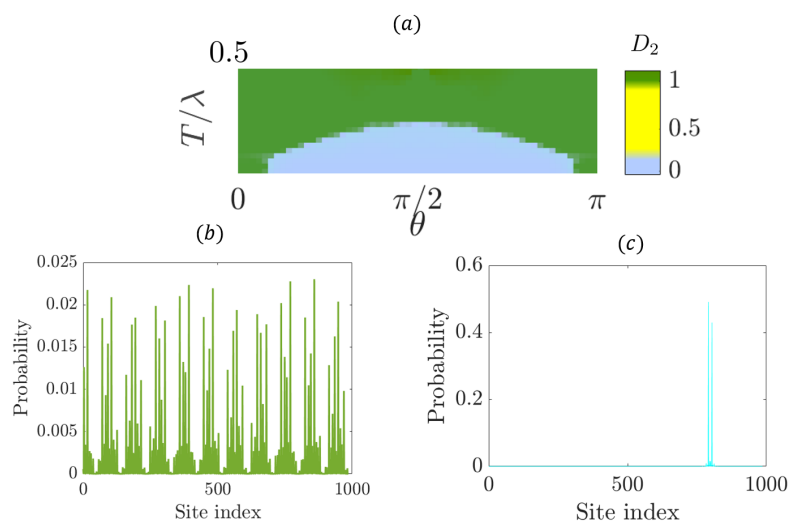 (a)
0.5
D₂
T/λ
1
0.5
0
0
π/2
π
θ
(b)
(c)
0.025
0.02
0.015
0.01
0.005
0
Probability
0
500
1000
Site index
0.6
0.4
0.2
0
Probability
0
500
1000
Site index